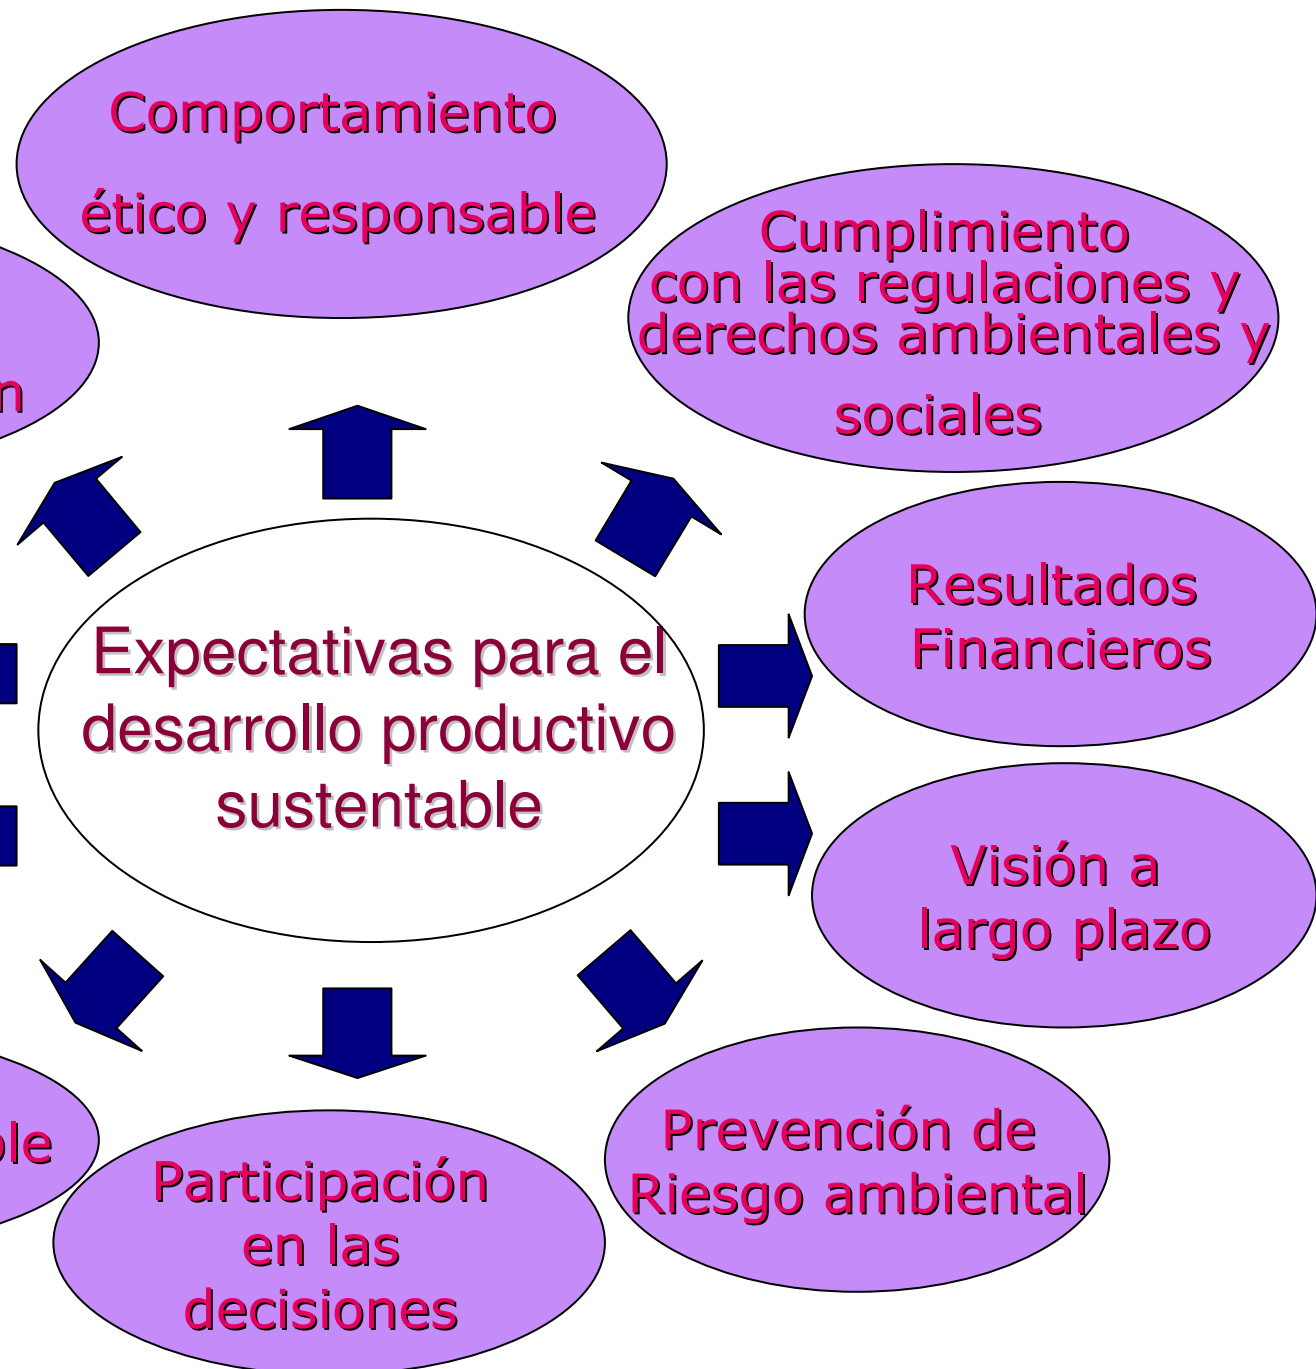 Comportamiento
ético y responsable
Cumplimiento
con las regulaciones y
derechos ambientales y
sociales
Resultados
Financieros
Expectativas para el
desarrollo productivo
sustentable
Visión a
largo plazo
Prevención de
Riesgo ambiental
Participación
en las
decisiones